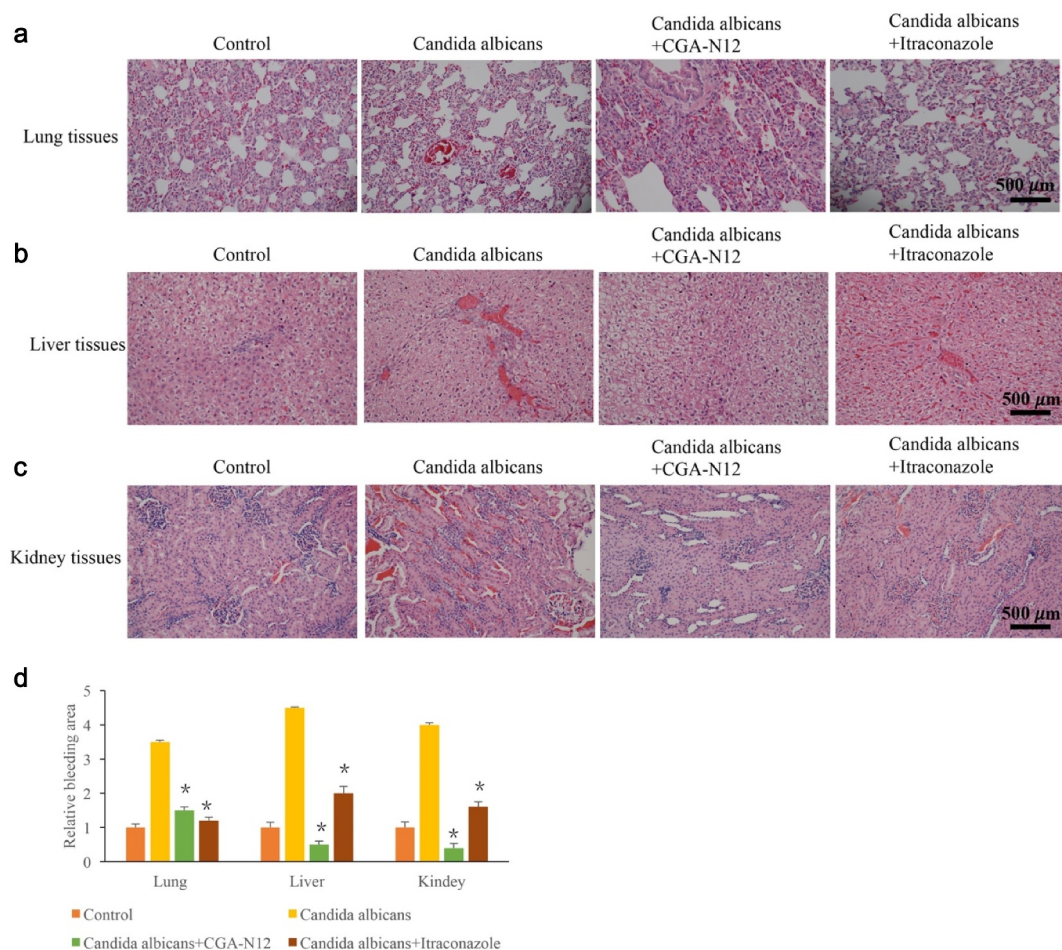 a
Control
Candida albicans
Candida albicans
+CGA-N12
Candida albicans
+Itraconazole
Lung tissues
500 μm
b
Control
Candida albicans
Candida albicans
+CGA-N12
Candida albicans
+Itraconazole
Liver tissues
500 μm
c
Control
Candida albicans
Candida albicans
+CGA-N12
Candida albicans
+Itraconazole
Kidney tissues
500 μm
d
Relative bleeding area
5
4
3
2
1
0
* * * * * *
Lung Liver Kindey
Control Candida albicans
Candida albicans+CGA-N12 Candida albicans+Itraconazole